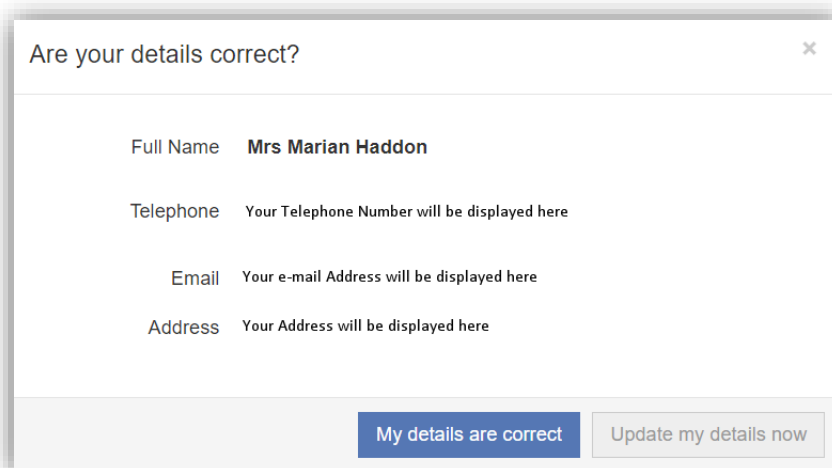 Are your details correct?
×
Full Name Mrs Marian Haddon
Telephone Your Telephone Number will be displayed here
Email Your e-mail Address will be displayed here
Address Your Address will be displayed here
My details are correct Update my details now